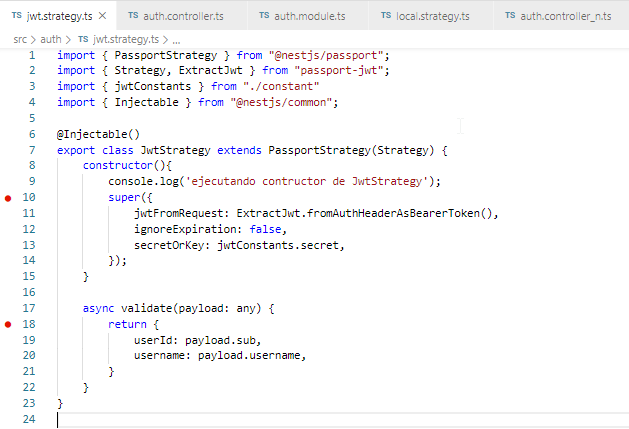 TS jwt.strategy.ts × TS auth.controller.ts TS auth.module.ts TS local.strategy.ts TS auth.controller_n.ts
src > auth > TS jwt.strategy.ts > ...
1 import { PassportStrategy } from "@nestjs/passport";
2 import { Strategy, ExtractJwt } from "passport-jwt";
3 import { jwtConstants } from "./constant"
4 import { Injectable } from "@nestjs/common";
5
6 @Injectable()
7 export class JwtStrategy extends PassportStrategy(Strategy) {
8     constructor(){
9         console.log('ejecutando contructor de JwtStrategy');
10         super({
11             jwtFromRequest: ExtractJwt.fromAuthHeaderAsBearerToken(),
12             ignoreExpiration: false,
13             secretOrKey: jwtConstants.secret,
14         });
15     }
16
17     async validate(payload: any) {
18         return {
19             userId: payload.sub,
20             username: payload.username,
21         }
22     }
23 }
24